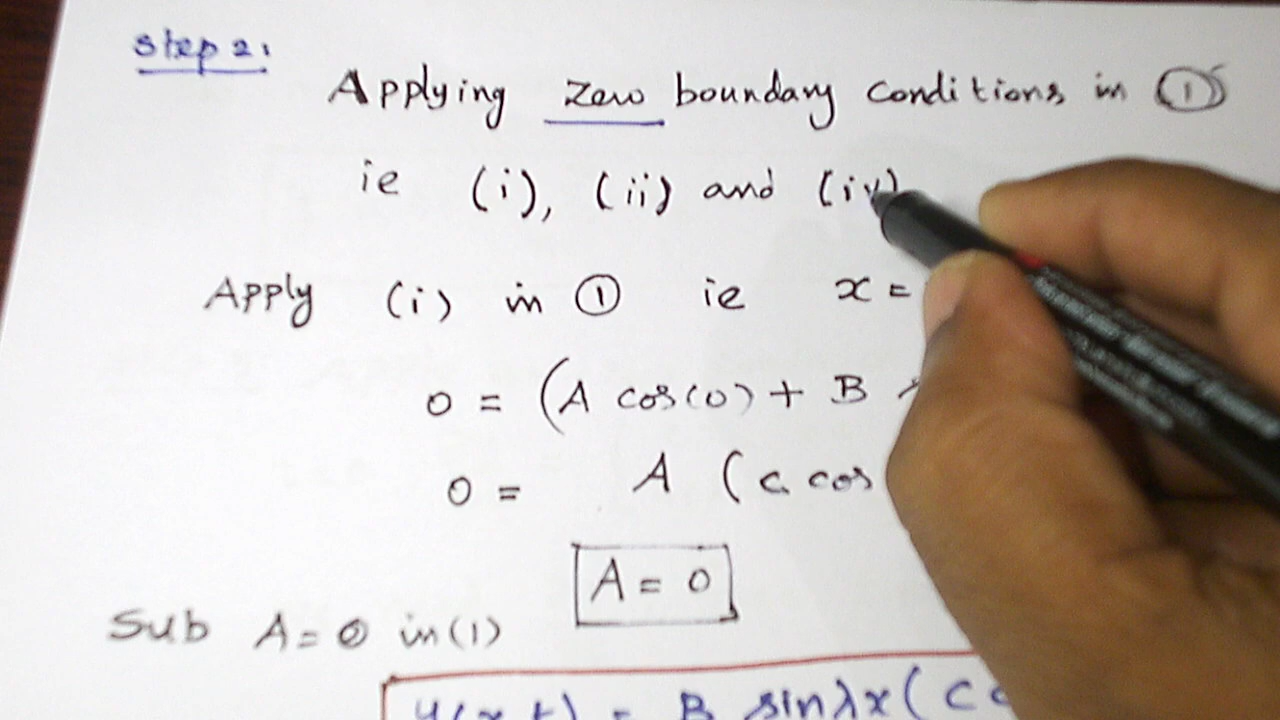 Step 2:
Applying zero boundary conditions in ①
ie (i), (ii) and (iv)
Apply (i) in ① ie x =
0 = (A cos(0) + B
0 = A (c cos
A = 0
Sub A = 0 in (1)
y(x,t) = B sinλx (C